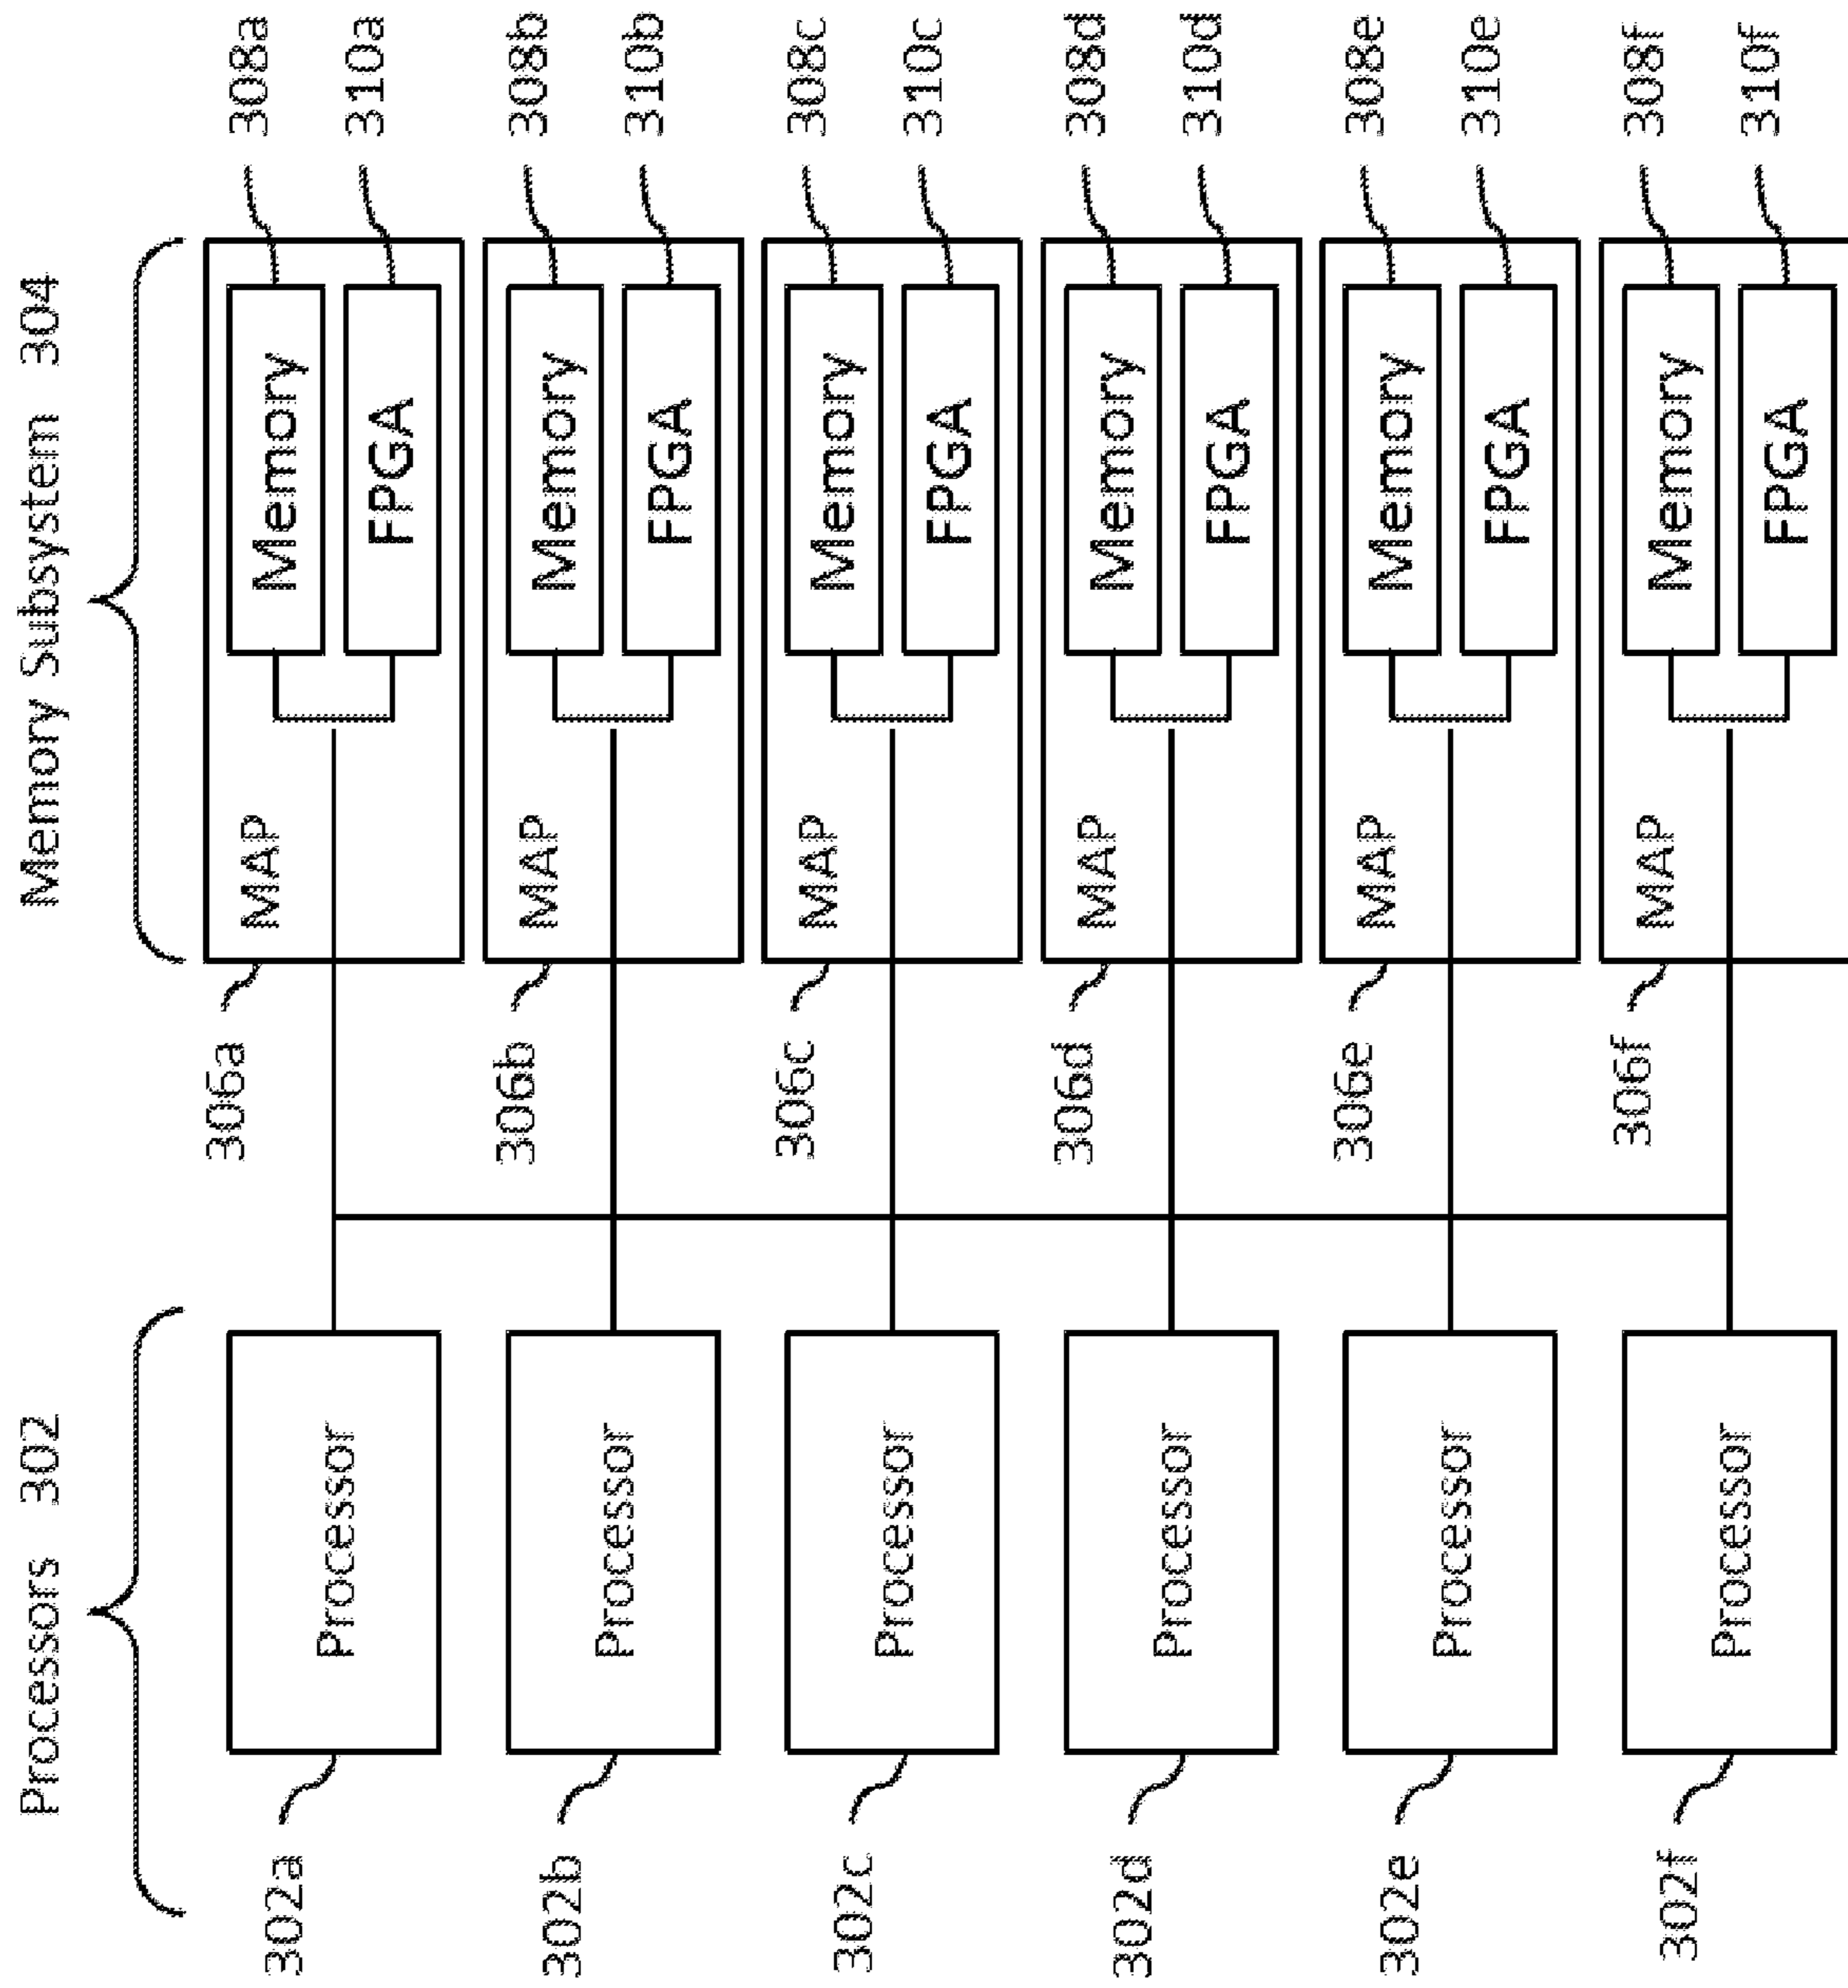 Processors 302
Memory Subsystem 304
302a
Processor
306a
MAP
Memory
308a
FPGA
310a
302b
Processor
306b
MAP
Memory
308b
FPGA
310b
302c
Processor
306c
MAP
Memory
308c
FPGA
310c
302d
Processor
306d
MAP
Memory
308d
FPGA
310d
302e
Processor
306e
MAP
Memory
308e
FPGA
310e
302f
Processor
306f
MAP
Memory
308f
FPGA
310f